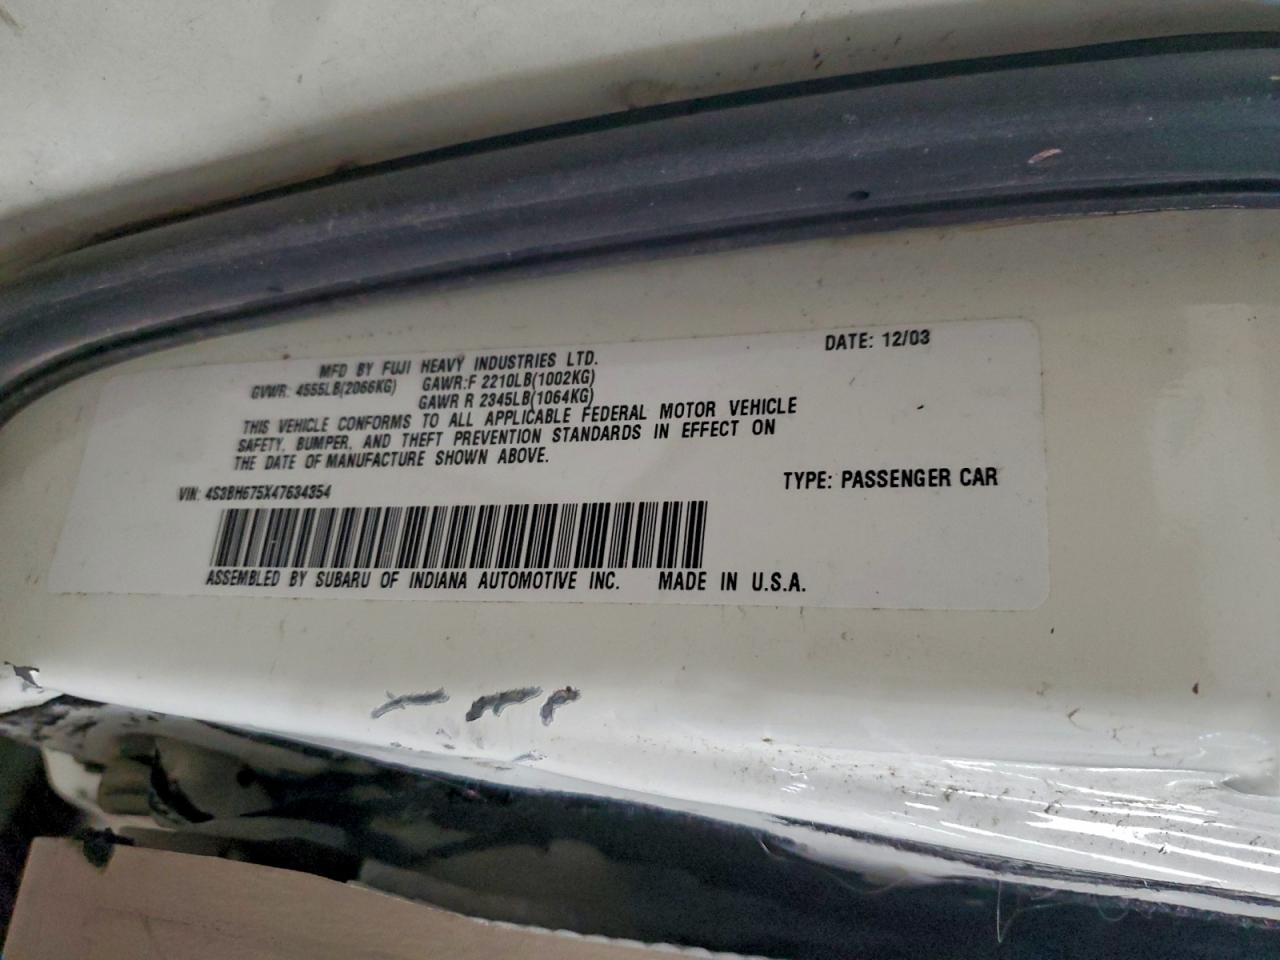 MFD BY FUJI HEAVY INDUSTRIES LTD. DATE: 12/03
GVWR: 4555LB(2066KG) GAWR:F 2210LB(1002KG)
GAWR R 2345LB(1064KG)
THIS VEHICLE CONFORMS TO ALL APPLICABLE FEDERAL MOTOR VEHICLE
SAFETY, BUMPER, AND THEFT PREVENTION STANDARDS IN EFFECT ON
THE DATE OF MANUFACTURE SHOWN ABOVE.
VIN: 4S3BH675X47634354 TYPE: PASSENGER CAR
ASSEMBLED BY SUBARU OF INDIANA AUTOMOTIVE INC. MADE IN U.S.A.